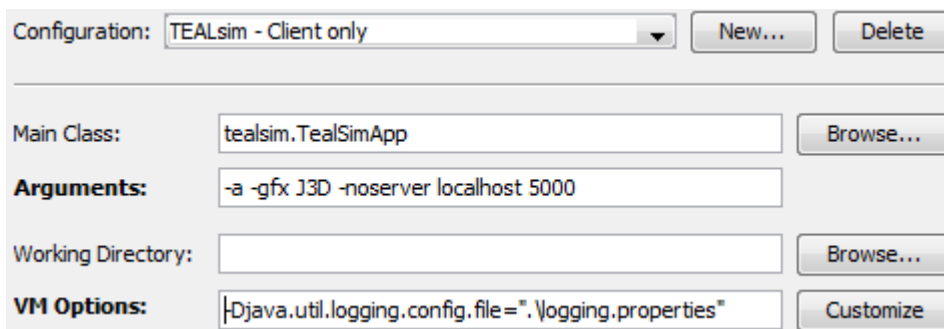 Configuration: TEALsim - Client only New... Delete
Main Class: tealsim.TealSimApp Browse...
Arguments: -a -gfx J3D -noserver localhost 5000
Working Directory: Browse...
VM Options: -Djava.util.logging.config.file=".\logging.properties" Customize